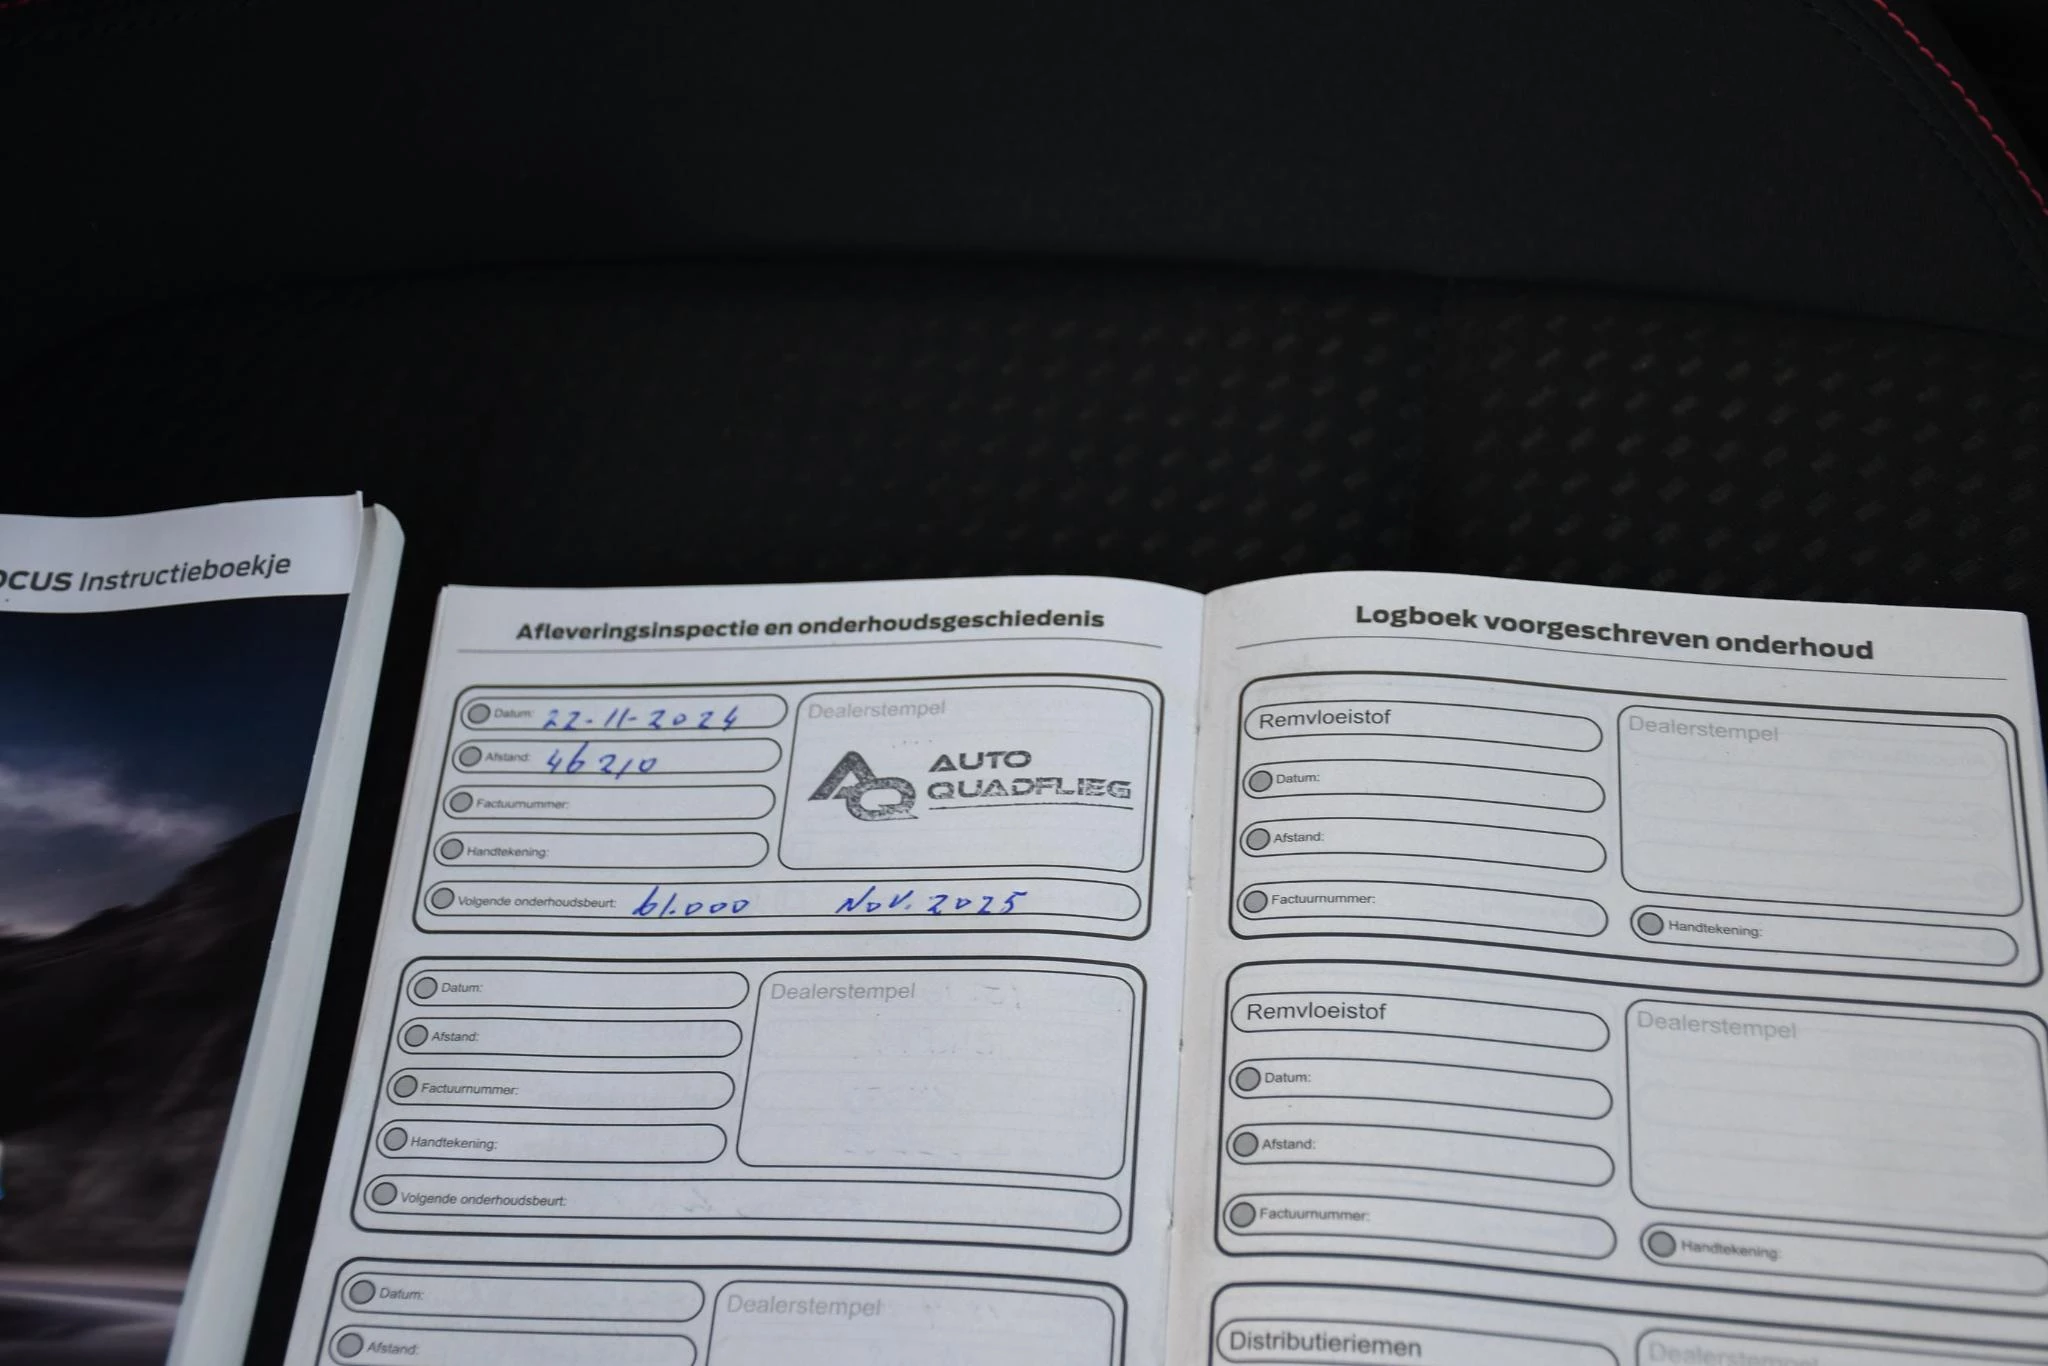 OCUS Instructieboekje
Afleveringsinspectie en onderhoudsgeschiedenis
Datum: 22-11-2024
Afstand: 46210
Factuurnummer:
Handtekening:
Dealerstempel
AQ AUTO
QUADFLIEG
Volgende onderhoudsbeurt: 61.000 Nov. 2025
Datum:
Afstand:
Factuurnummer:
Handtekening:
Dealerstempel
Volgende onderhoudsbeurt:
Datum:
Afstand:
Dealerstempel
Logboek voorgeschreven onderhoud
Remvloeistof
Datum:
Afstand:
Factuurnummer:
Dealerstempel
Handtekening:
Remvloeistof
Datum:
Afstand:
Factuurnummer:
Dealerstempel
Handtekening:
Distributieriemen
Dealerstempel